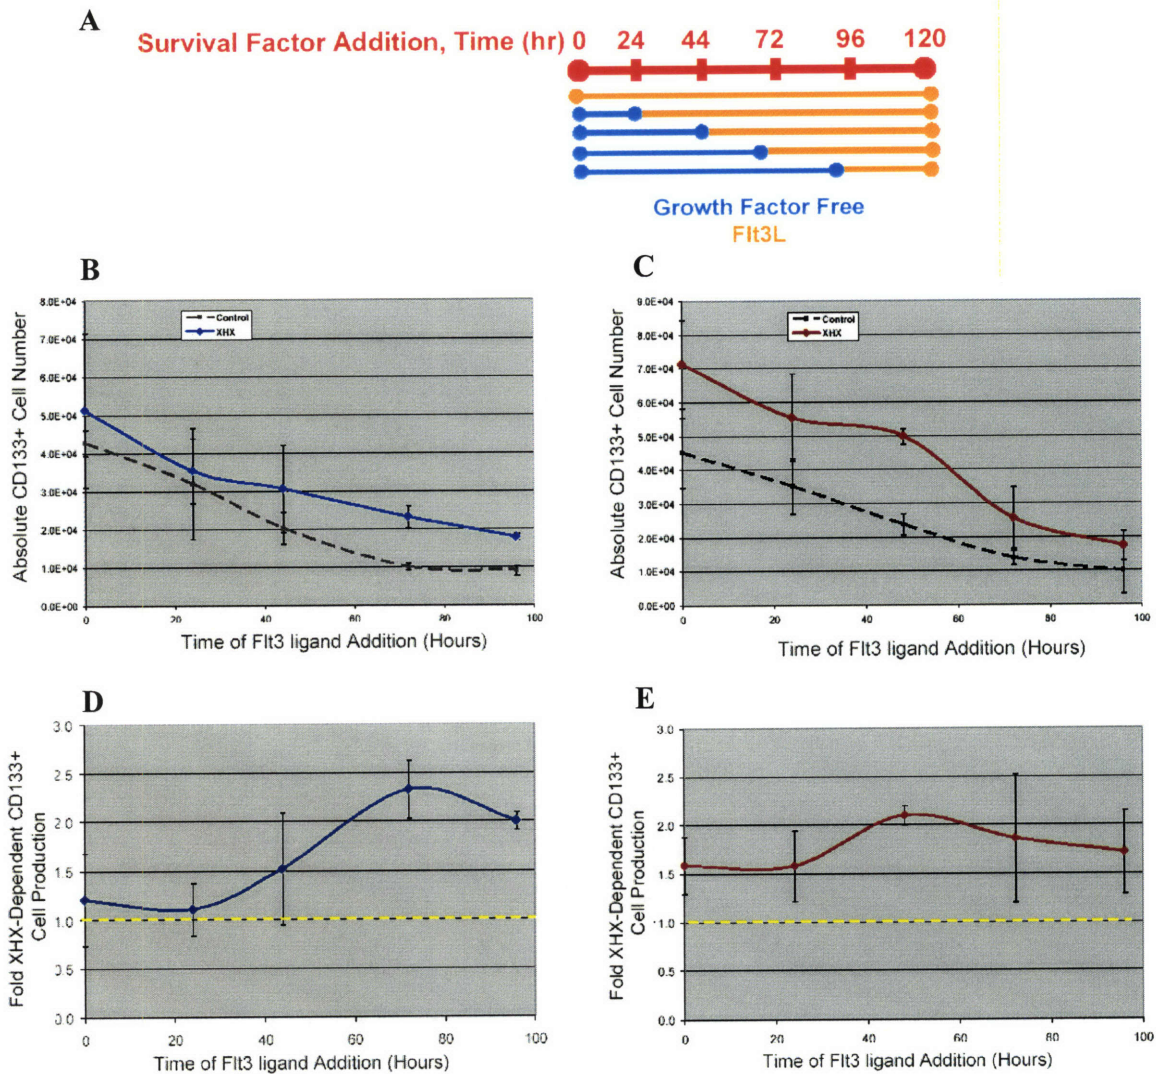 A
Survival Factor Addition, Time (hr) 0 24 44 72 96 120
Growth Factor Free
Flt3L
B
8.0E+04
7.0E+04
6.0E+04
5.0E+04
4.0E+04
3.0E+04
2.0E+04
1.0E+04
0.0E+00
Absolute CD133+ Cell Number
Control
XHX
0 20 40 60 80 100
Time of Flt3 ligand Addition (Hours)
C
9.0E+04
8.0E+04
7.0E+04
6.0E+04
5.0E+04
4.0E+04
3.0E+04
2.0E+04
1.0E+04
0.0E+00
Absolute CD133+ Cell Number
Control
XHX
0 20 40 60 80 100
Time of Flt3 ligand Addition (Hours)
D
3.0
2.5
2.0
1.5
1.0
0.5
0.0
Fold XHX-Dependent CD133+
Cell Production
0 20 40 60 80 100
Time of Flt3 ligand Addition (Hours)
E
3.0
2.5
2.0
1.5
1.0
0.5
0.0
Fold XHX-Dependent CD133+
Cell Production
0 20 40 60 80 100
Time of Flt3 ligand Addition (Hours)